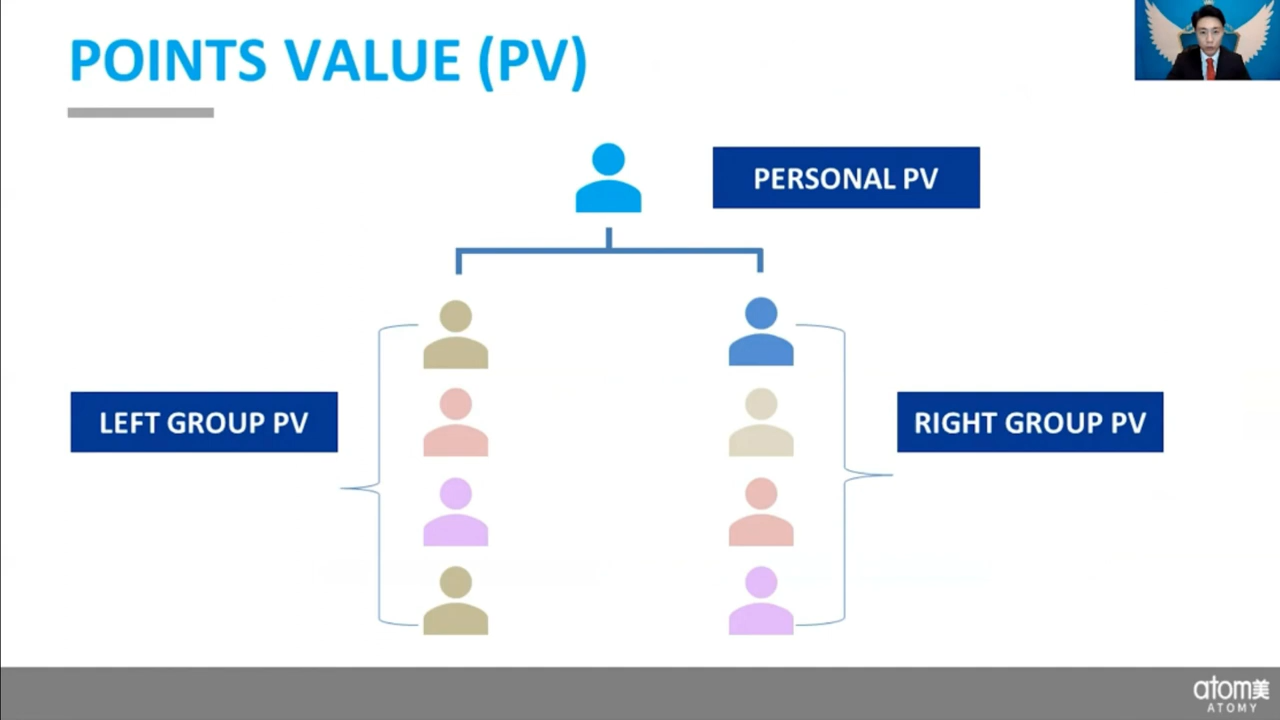 POINTS VALUE (PV)
PERSONAL PV
LEFT GROUP PV
RIGHT GROUP PV
atom美
ATOMY